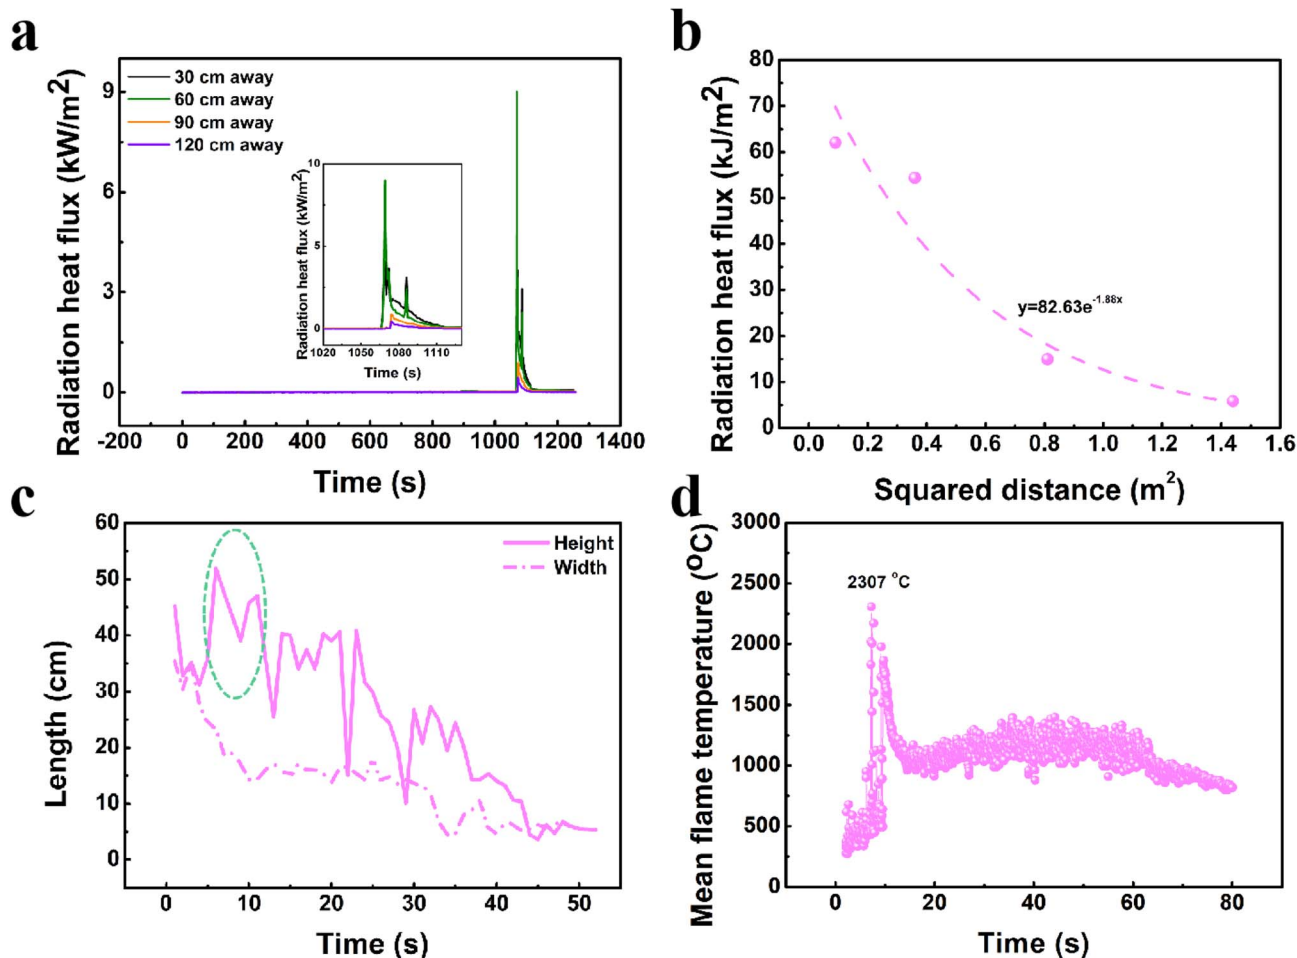 a
Radiation heat flux (kW/m²)
9
6
3
0
30 cm away
60 cm away
90 cm away
120 cm away
Radiation heat flux (kW/m²)
10
5
0
1020 1050 1080 1110
Time (s)
-200 0 200 400 600 800 1000 1200 1400
Time (s)
b
Radiation heat flux (kJ/m²)
80
70
60
50
40
30
20
10
0
y=82.63e⁻¹·⁸⁸ˣ
0.0 0.2 0.4 0.6 0.8 1.0 1.2 1.4 1.6
Squared distance (m²)
c
Length (cm)
60
50
40
30
20
10
0
Height
Width
0 10 20 30 40 50
Time (s)
d
Mean flame temperature (°C)
3000
2500
2000
1500
1000
500
0
2307 °C
0 20 40 60 80
Time (s)